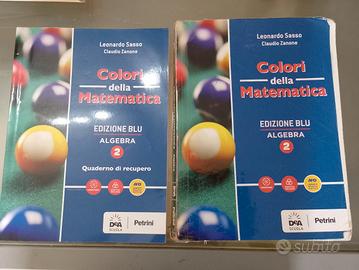 Leonardo Sasso
Claudio Zanone
Colori
della
Matematica
EDIZIONE BLU
ALGEBRA
2
Quaderno di recupero
DeA
SCUOLA
Petrini
Leonardo Sasso
Claudio Zanone
Colori
della
Matematica
EDIZIONE BLU
ALGEBRA
2
DeA
SCUOLA
Petrini
subito